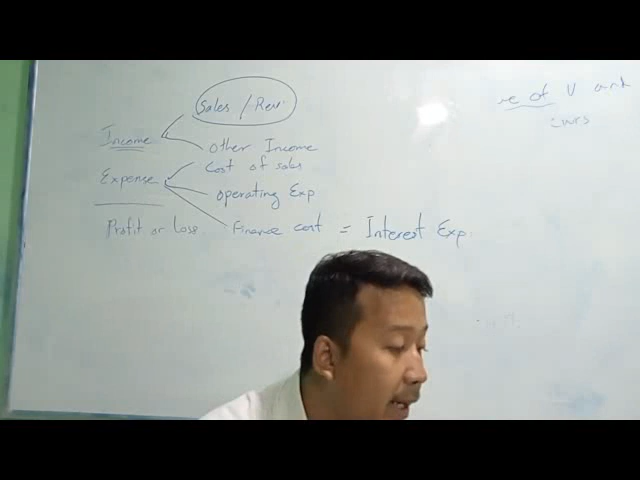 Sales / Rev.
Income
Other Income
Cost of sales
Expense
Operating Exp
Profit or Loss.
Finance cost = Interest Exp.
of V